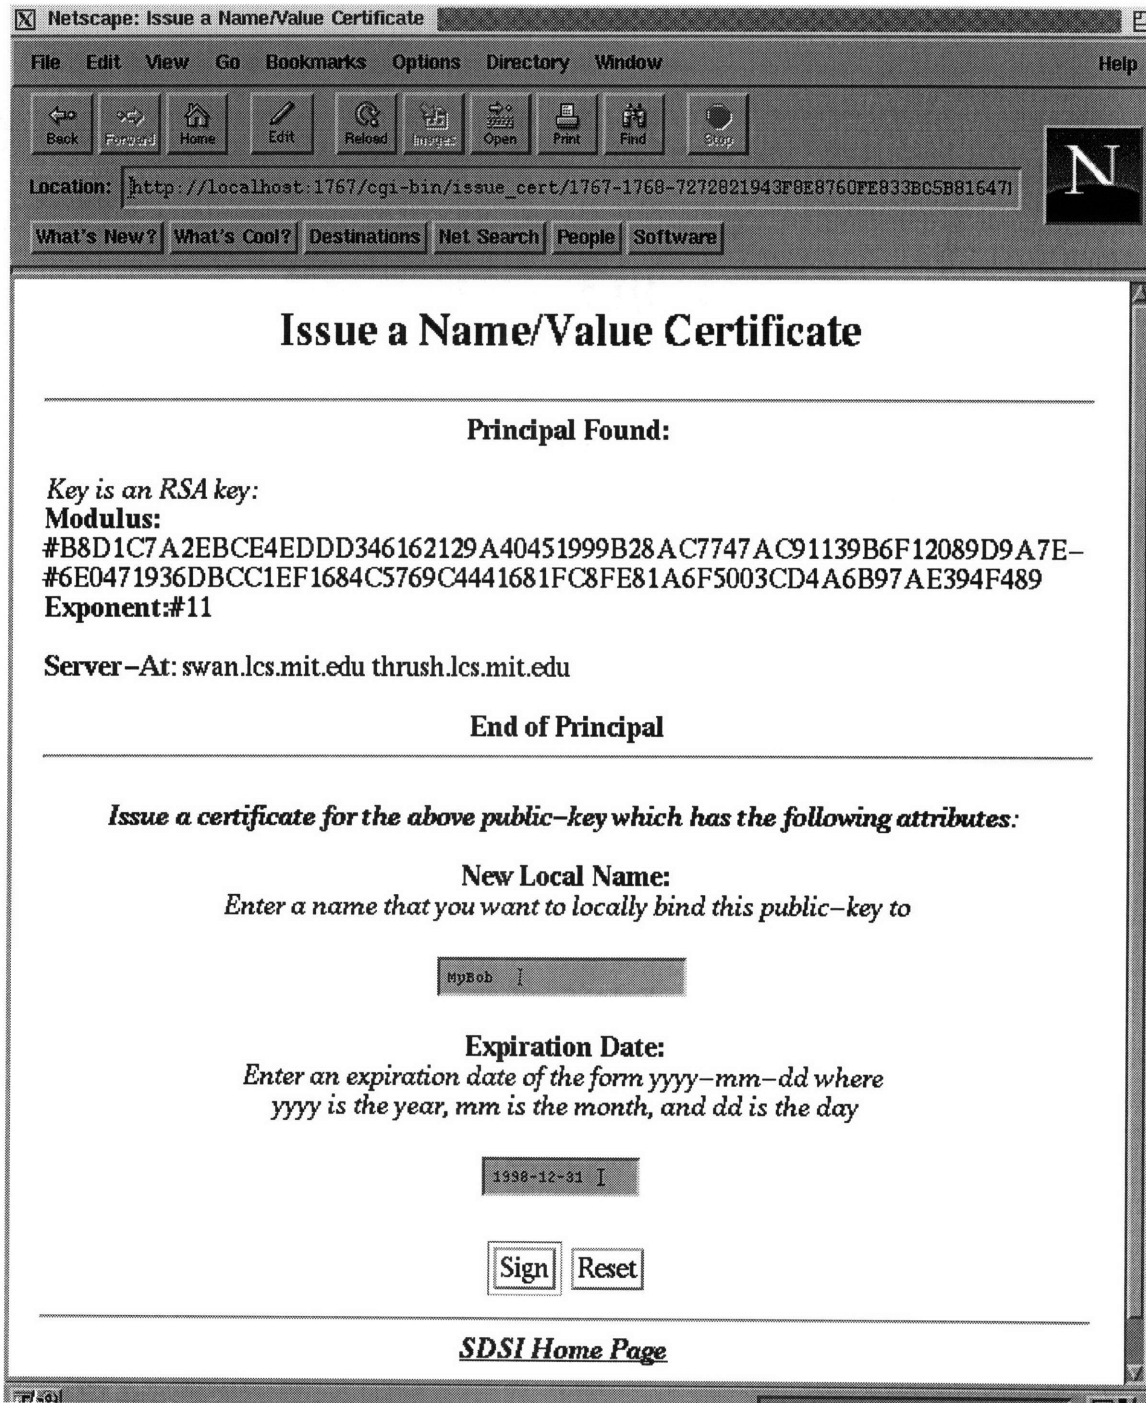 Netscape: Issue a Name/Value Certificate
File Edit View Go Bookmarks Options Directory Window Help
Back Forward Home Edit Reload Images Open Print Find Stop
Location: http://localhost:1767/cgi-bin/issue_cert/1767-1768-7272821943F8E8760FE833BC5B81647
N
What's New? What's Cool? Destinations Net Search People Software
Issue a Name/Value Certificate
Principal Found:
Key is an RSA key:
Modulus:
#B8D1C7A2EBCE4EDDD346162129A40451999B28AC7747AC91139B6F12089D9A7E–
#6E0471936DBCC1EF1684C5769C4441681FC8FE81A6F5003CD4A6B97AE394F489
Exponent:#11
Server–At: swan.lcs.mit.edu thrush.lcs.mit.edu
End of Principal
Issue a certificate for the above public–key which has the following attributes:
New Local Name:
Enter a name that you want to locally bind this public–key to
MyBob
Expiration Date:
Enter an expiration date of the form yyyy–mm–dd where
yyyy is the year, mm is the month, and dd is the day
1998-12-31
Sign Reset
SDSI Home Page